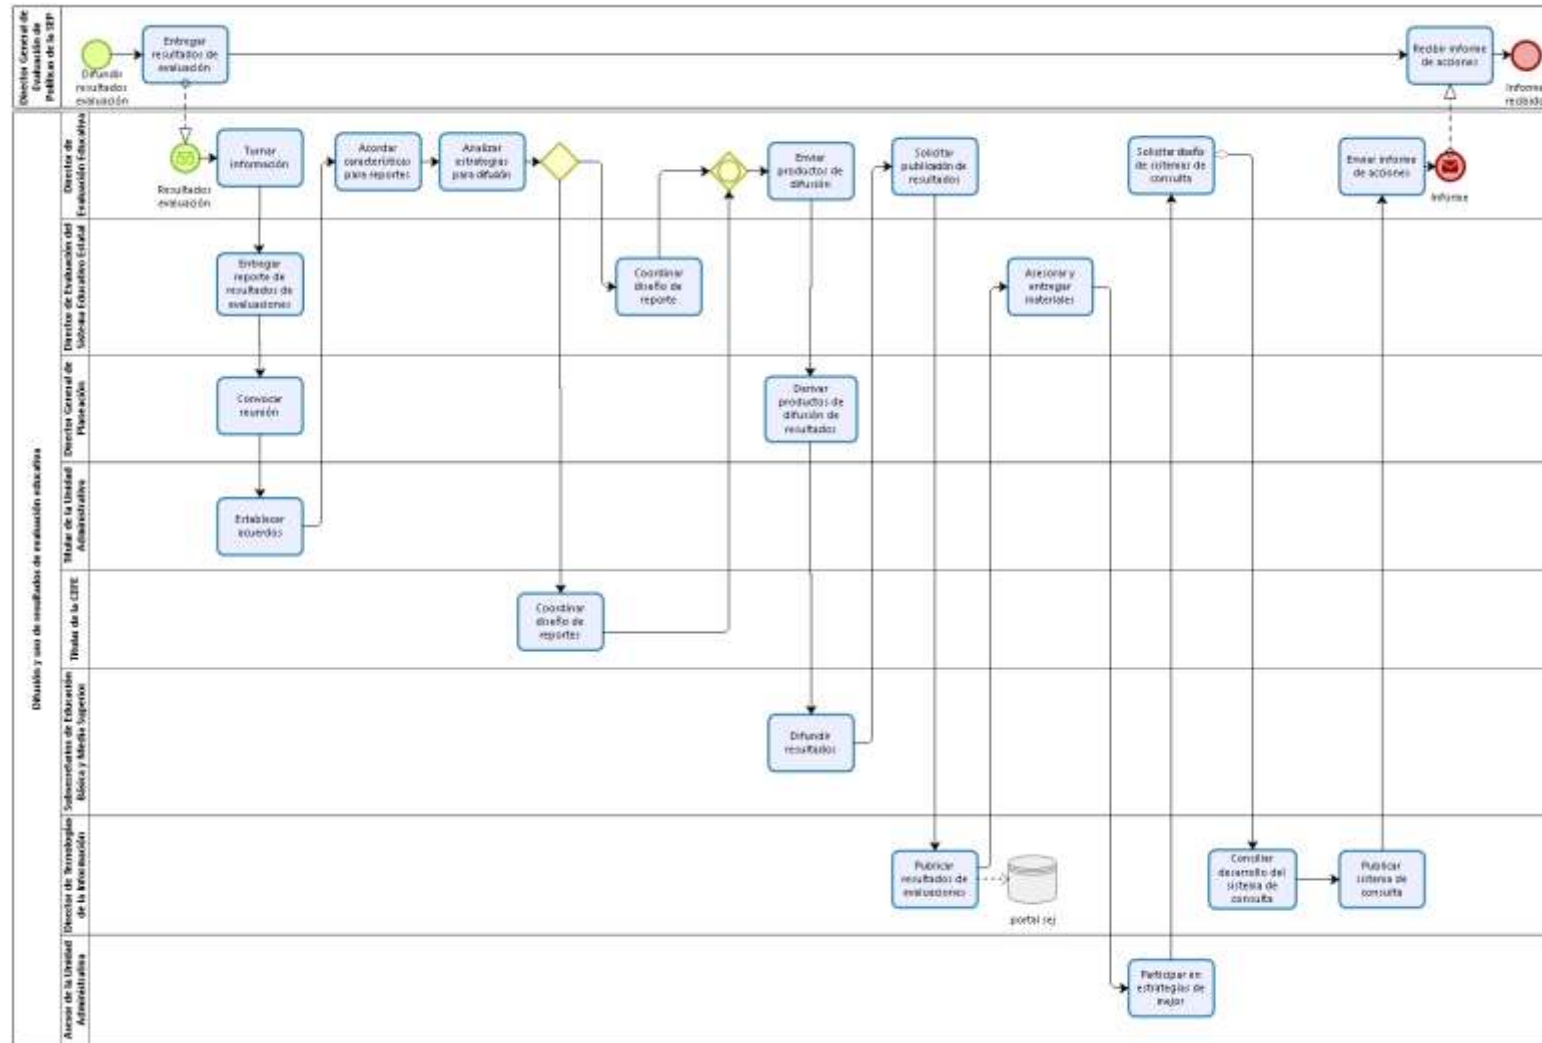 Director General de
Evaluación de
Políticas de la SEP
Difundir
resultados
evaluación
Entregar
resultados de
evaluación
Recibir informe
de acciones
Informe
recibido
Difusión y uso de resultados de evaluación educativa
Director de
Evaluación Educativa
Resultados
evaluación
Turnar
información
Acordar
características
para reportes
Analizar
estrategias
para difusión
Enviar
productos de
difusión
Solicitar
publicación de
resultados
Solicitar diseño
de sistemas de
consulta
Enviar informe
de acciones
Informe
Director de Evaluación del
Sistema Educativo Estatal
Entregar
reporte de
resultados de
evaluaciones
Coordinar
diseño de
reporte
Asesorar y
entregar
materiales
Director General de
Planeación
Convocar
reunión
Derivar
productos de
difusión de
resultados
Titular de la Unidad
Administrativa
Establecer
acuerdos
Titular de la
Coordinar
diseño de
reportes
Subsecretarios de Educación
Básica y Media Superior
Difundir
resultados
Director de Tecnologías
de la Información
Publicar
resultados de
evaluaciones
portal sej
Conciliar
desarrollo del
sistema de
consulta
Publicar
sistema de
consulta
Asesor de la Unidad
Administrativa
Participar en
estrategias de
mejor